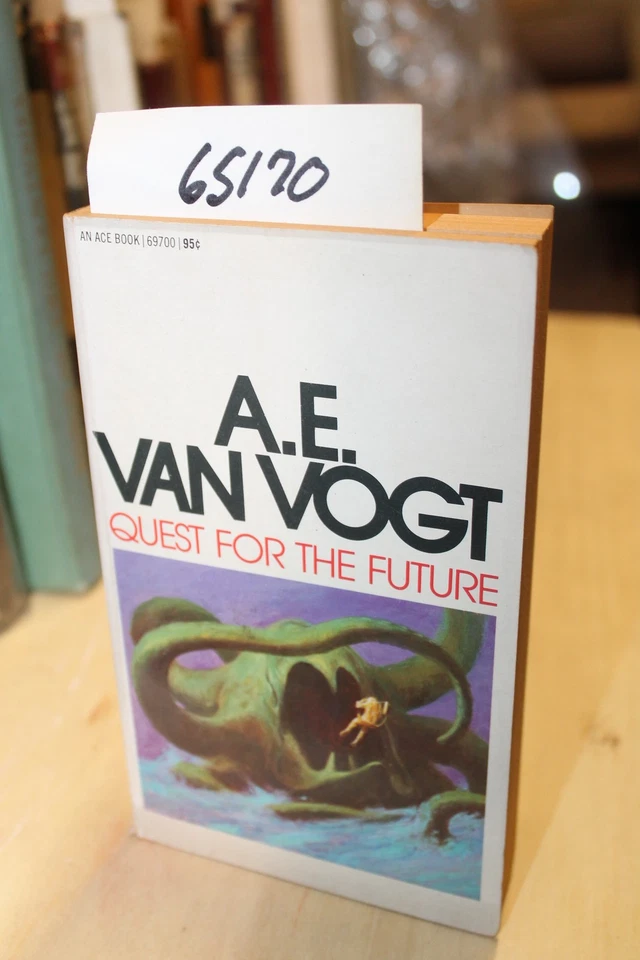 65170
AN ACE BOOK | 69700 | 95¢
A.E.
VAN VOGT
QUEST FOR THE FUTURE